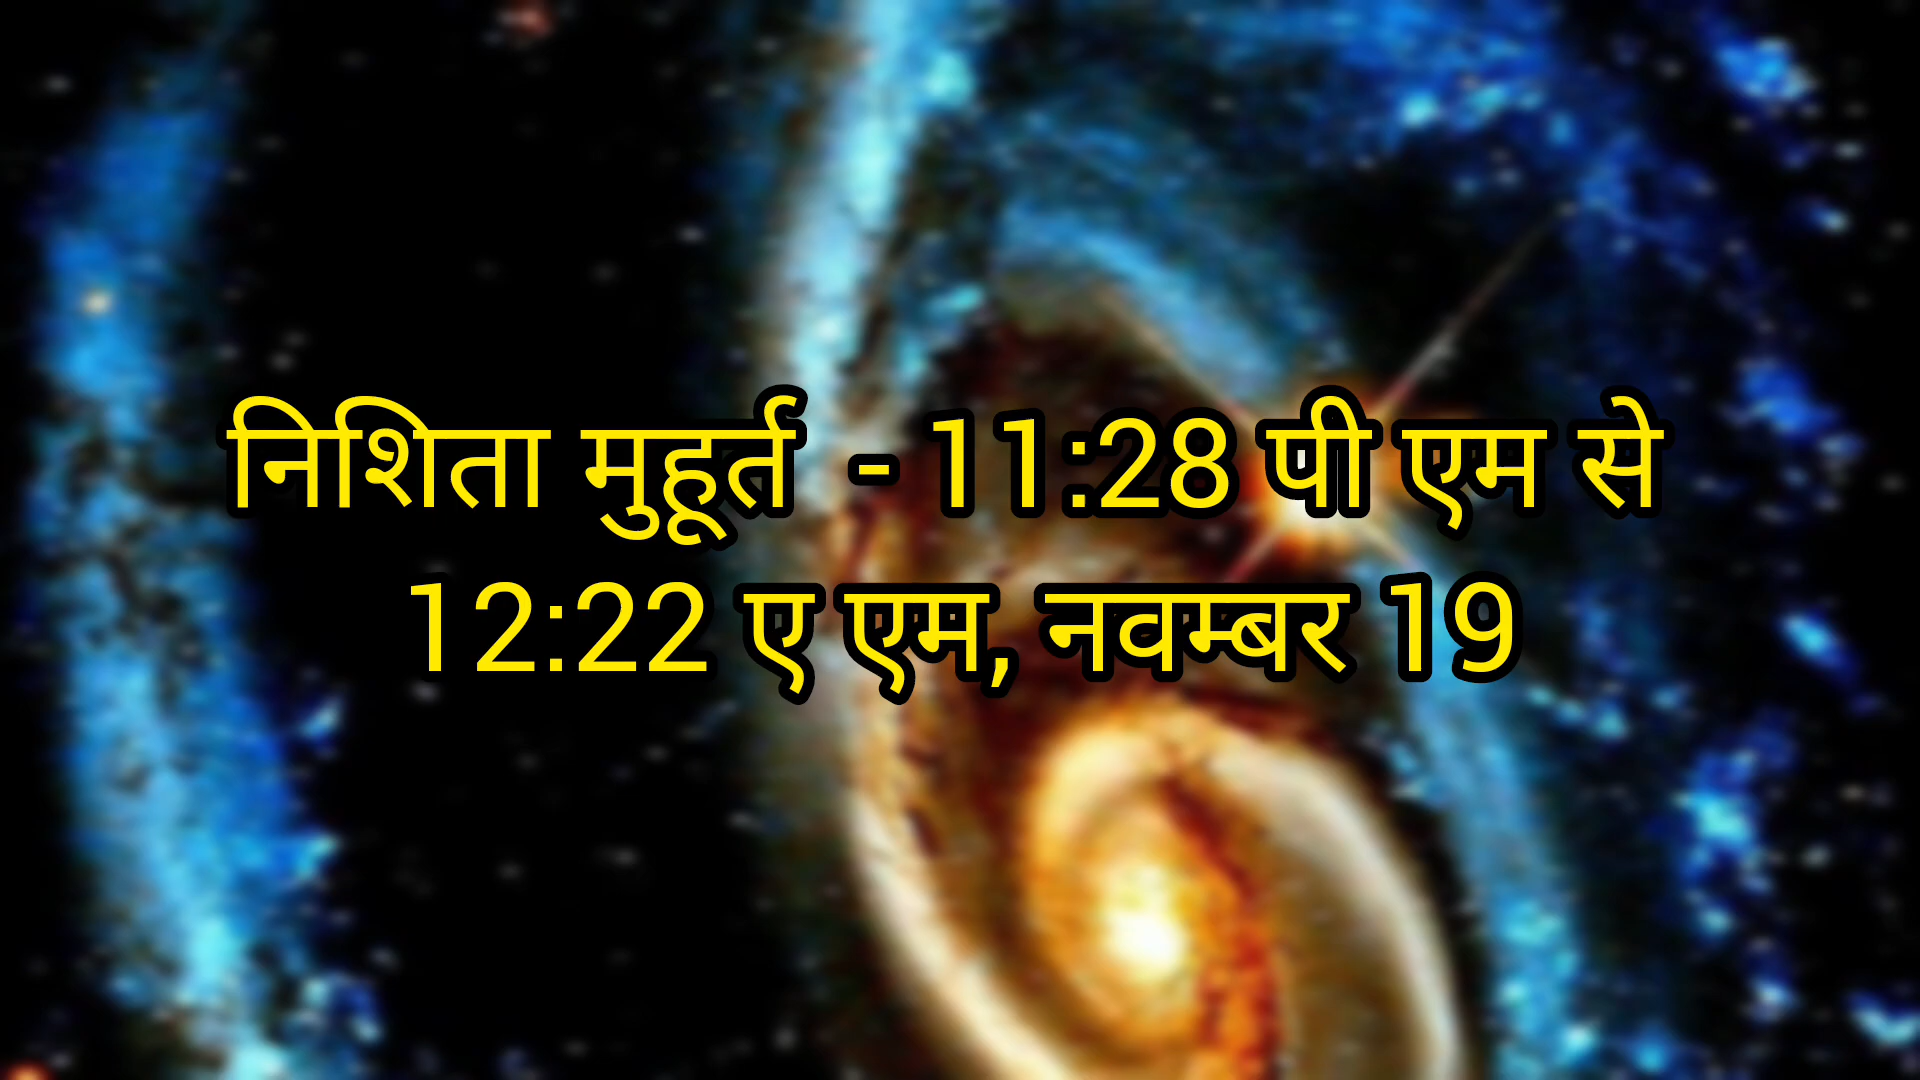 निशिता मुहूर्त - 11:28 पी एम से
12:22 ए एम, नवम्बर 19